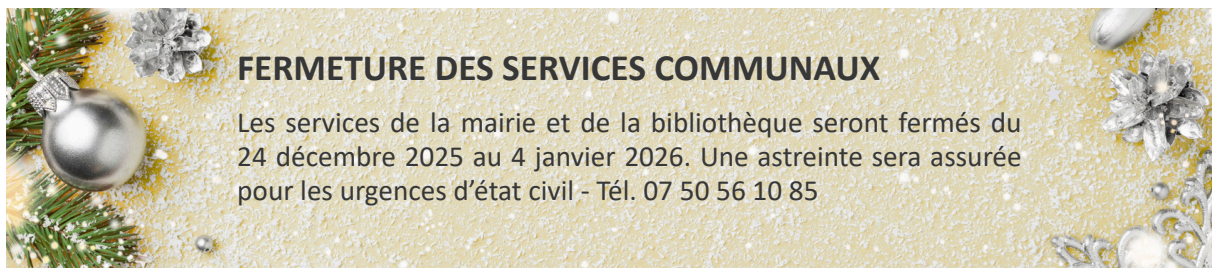 FERMETURE DES SERVICES COMMUNAUX
Les services de la mairie et de la bibliothèque seront fermés du
24 décembre 2025 au 4 janvier 2026. Une astreinte sera assurée
pour les urgences d’état civil - Tél. 07 50 56 10 85